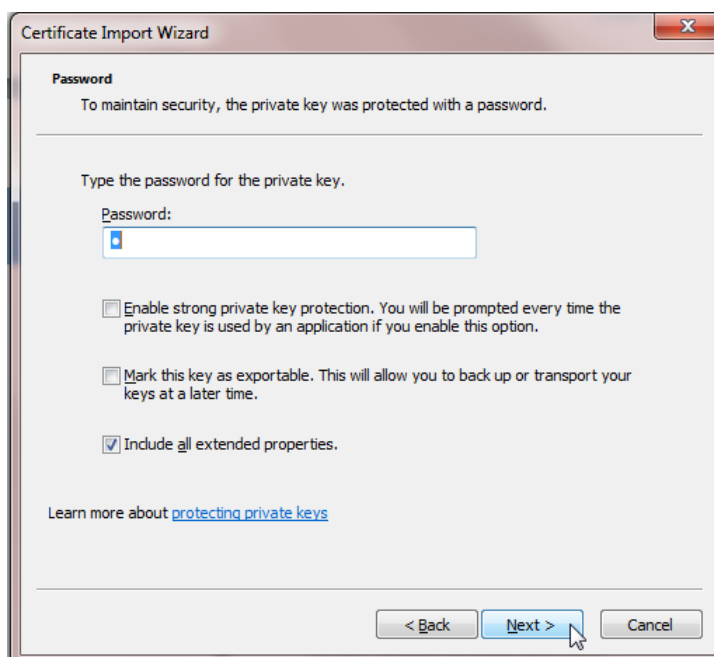 Certificate Import Wizard
Password
To maintain security, the private key was protected with a password.
Type the password for the private key.
Password:
Enable strong private key protection. You will be prompted every time the
private key is used by an application if you enable this option.
Mark this key as exportable. This will allow you to back up or transport your
keys at a later time.
Include all extended properties.
Learn more about protecting private keys
< Back Next > Cancel